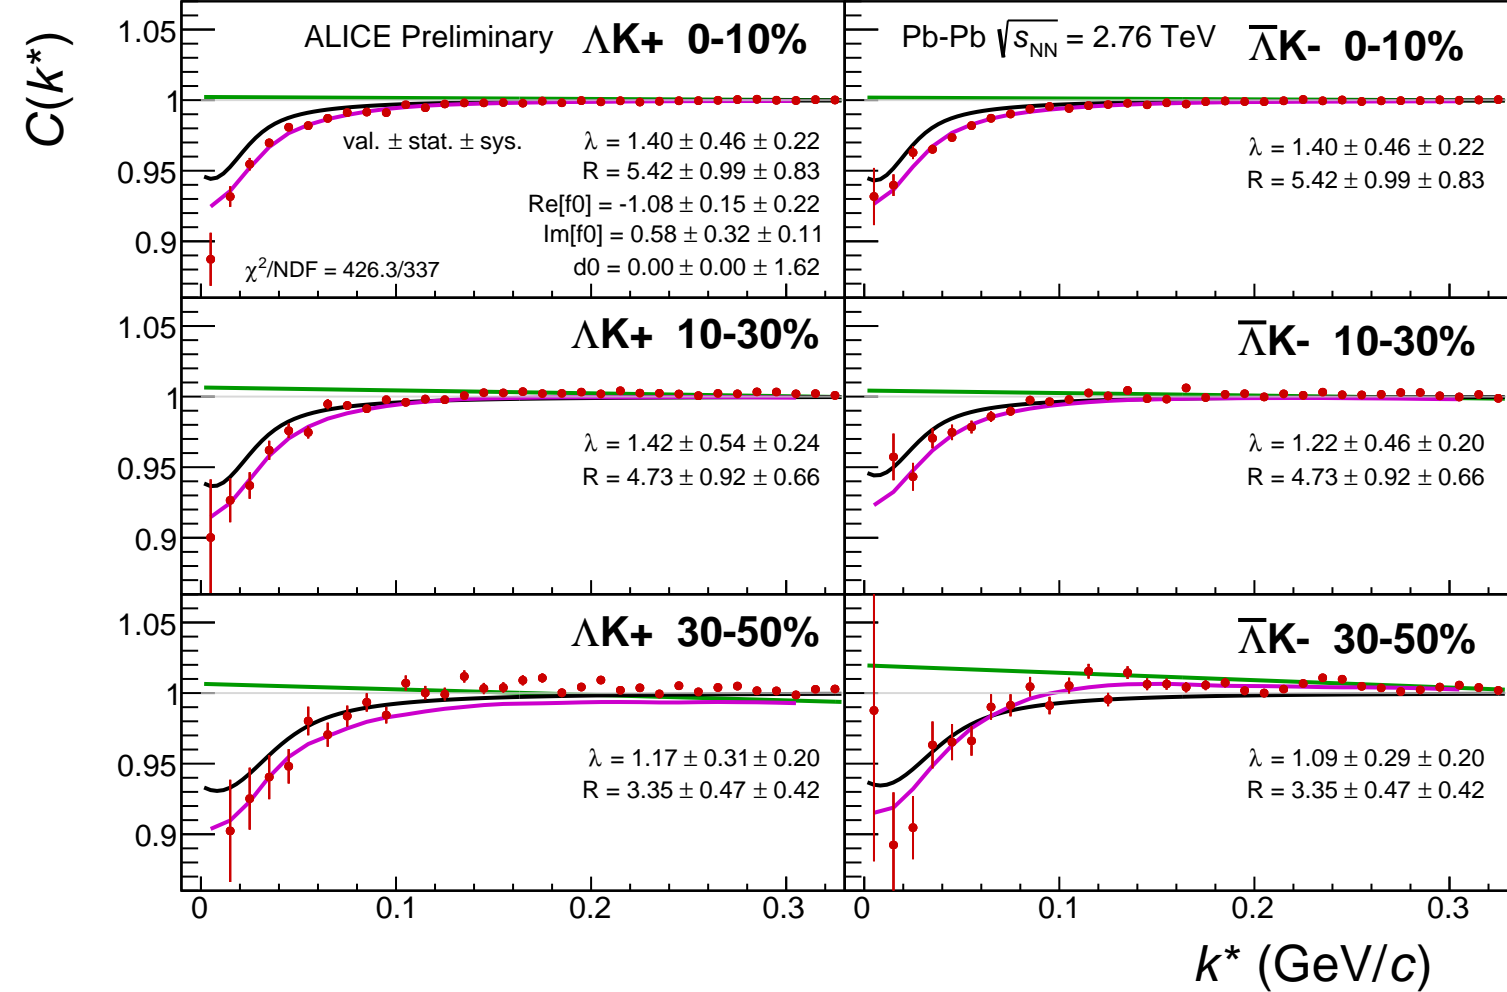 C(k*)
ALICE Preliminary ΛK+ 0-10%
1.05
1
0.95
0.9
val. ± stat. ± sys.
λ = 1.40 ± 0.46 ± 0.22
R = 5.42 ± 0.99 ± 0.83
Re[f0] = -1.08 ± 0.15 ± 0.22
Im[f0] = 0.58 ± 0.32 ± 0.11
d0 = 0.00 ± 0.00 ± 1.62
χ²/NDF = 426.3/337
Pb-Pb √sNN = 2.76 TeV Λ̅K- 0-10%
λ = 1.40 ± 0.46 ± 0.22
R = 5.42 ± 0.99 ± 0.83
ΛK+ 10-30%
1.05
1
0.95
0.9
λ = 1.42 ± 0.54 ± 0.24
R = 4.73 ± 0.92 ± 0.66
Λ̅K- 10-30%
λ = 1.22 ± 0.46 ± 0.20
R = 4.73 ± 0.92 ± 0.66
ΛK+ 30-50%
1.05
1
0.95
0.9
λ = 1.17 ± 0.31 ± 0.20
R = 3.35 ± 0.47 ± 0.42
Λ̅K- 30-50%
λ = 1.09 ± 0.29 ± 0.20
R = 3.35 ± 0.47 ± 0.42
0 0.1 0.2 0.3
0 0.1 0.2 0.3
k* (GeV/c)